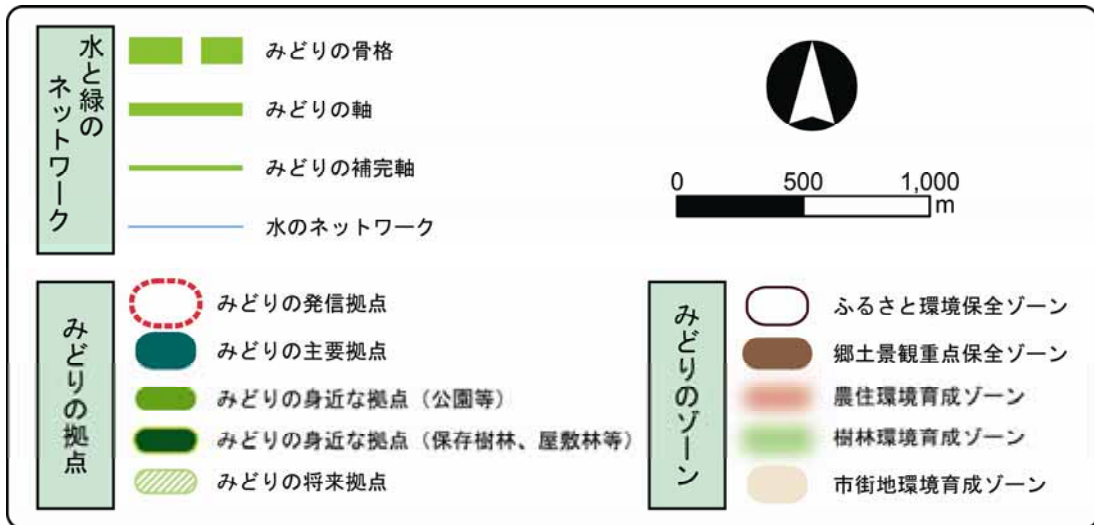 水と緑の
ネットワーク
みどりの骨格
みどりの軸
みどりの補完軸
水のネットワーク
0 500 1,000
m
みどりの拠点
みどりの発信拠点
みどりの主要拠点
みどりの身近な拠点（公園等）
みどりの身近な拠点（保存樹林、屋敷林等）
みどりの将来拠点
みどりのゾーン
ふるさと環境保全ゾーン
郷土景観重点保全ゾーン
農住環境育成ゾーン
樹林環境育成ゾーン
市街地環境育成ゾーン